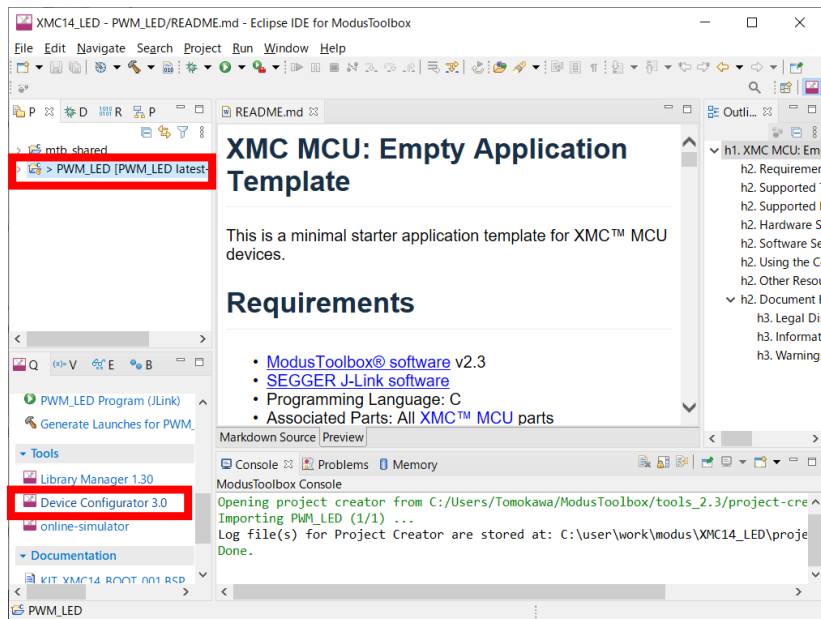 XMC14_LED - PWM_LED/README.md - Eclipse IDE for ModusToolbox
File Edit Navigate Search Project Run Window Help
P D R P
mtb_shared
> PWM_LED [PWM_LED latest-
README.md
XMC MCU: Empty Application
Template
This is a minimal starter application template for XMC™ MCU
devices.
Requirements
• ModusToolbox® software v2.3
• SEGGER J-Link software
• Programming Language: C
• Associated Parts: All XMC™ MCU parts
Markdown Source Preview
Outli...
h1. XMC MCU: Em
h2. Requiremen
h2. Supported
h2. Supported
h2. Hardware S
h2. Software Se
h2. Using the C
h2. Other Resou
h2. Document
h3. Legal Di
h3. Informat
h3. Warning
Q (x)= V E B
PWM_LED Program (JLink)
Generate Launches for PWM_
Tools
Library Manager 1.30
Device Configurator 3.0
online-simulator
Documentation
KIT_XMC14_BOOT_001 BSP
Console Problems Memory
ModusToolbox Console
Opening project creator from C:/Users/Tomokawa/ModusToolbox/tools_2.3/project-cre
Importing PWM_LED (1/1) ...
Log file(s) for Project Creator are stored at: C:\user\work\modus\XMC14_LED\proje
Done.
PWM_LED